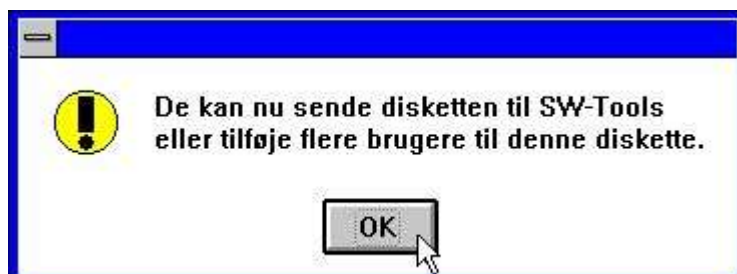 De kan nu sende disketten til SW-Tools
eller tilføje flere brugere til denne diskette.
OK